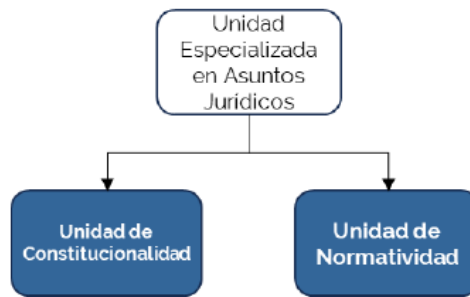 Unidad
Especializada
en Asuntos
Jurídicos
Unidad de
Constitucionalidad
Unidad de
Normatividad